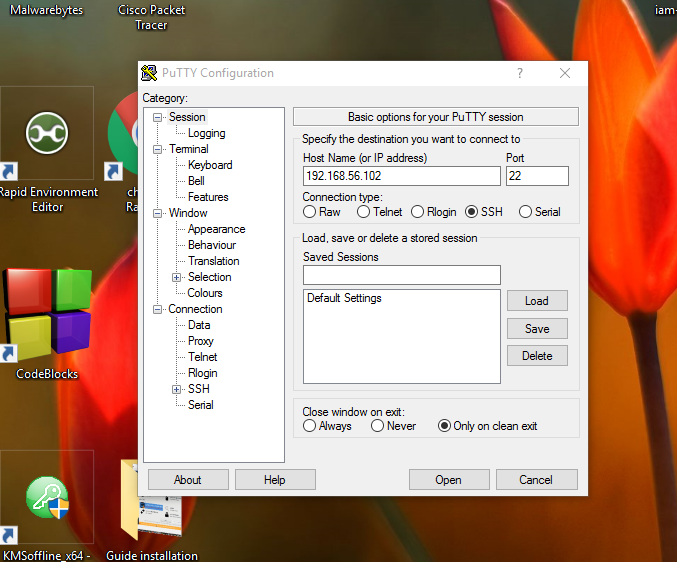 Malwarebytes
Cisco Packet
Tracer
iam-
Rapid Environment
Editor
ch
Ra
CodeBlocks
KMSoffline_x64 -
Guide installation
PuTTY Configuration
?
Category:
Session
Logging
Terminal
Keyboard
Bell
Features
Window
Appearance
Behaviour
Translation
Selection
Colours
Connection
Data
Proxy
Telnet
Rlogin
SSH
Serial
Basic options for your PuTTY session
Specify the destination you want to connect to
Host Name (or IP address)
Port
192.168.56.102
22
Connection type:
Raw
Telnet
Rlogin
SSH
Serial
Load, save or delete a stored session
Saved Sessions
Default Settings
Load
Save
Delete
Close window on exit:
Always
Never
Only on clean exit
About
Help
Open
Cancel